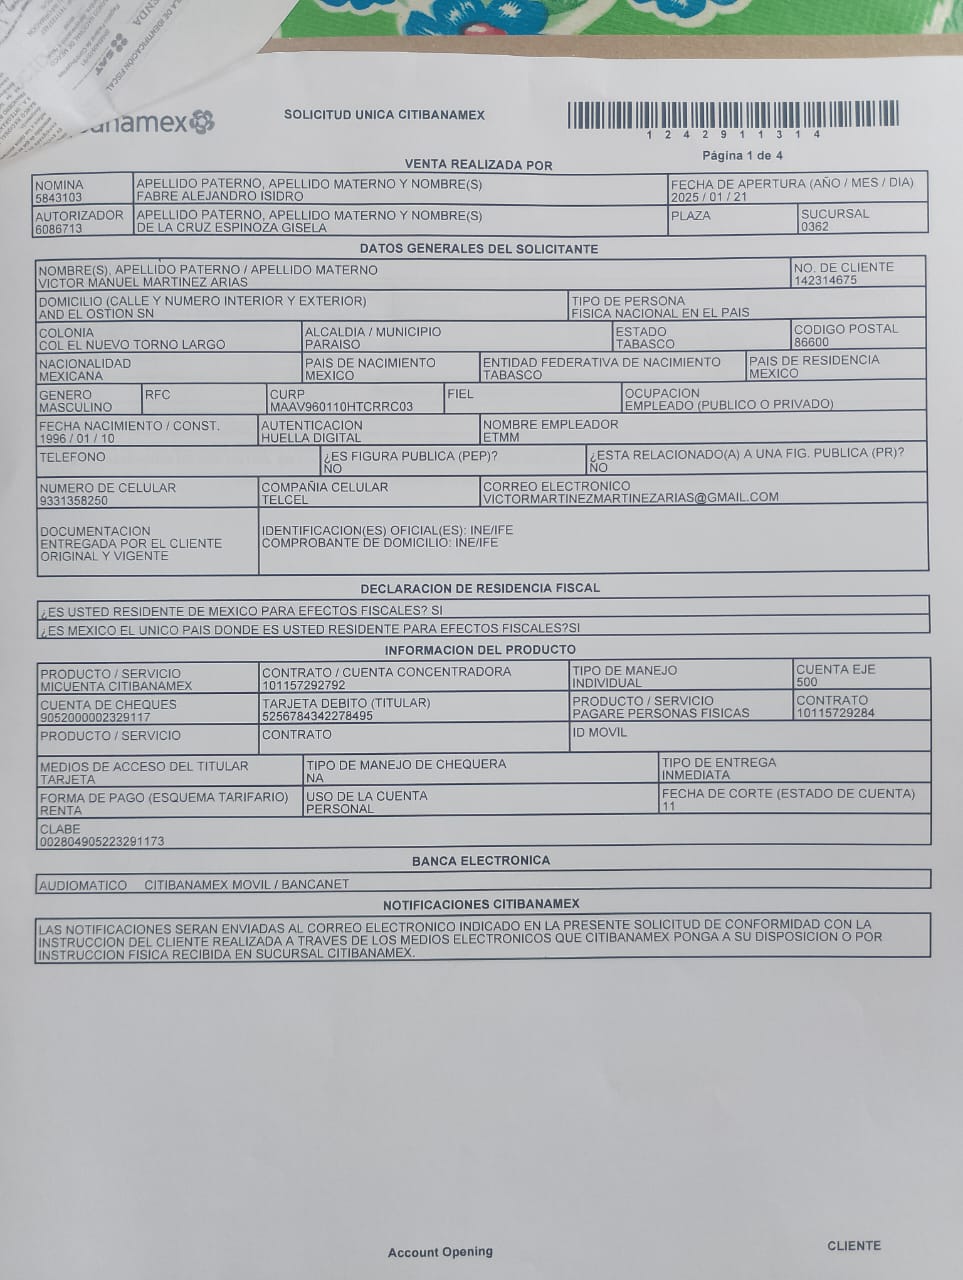 banamex
SOLICITUD UNICA CITIBANAMEX
1 2 4 2 9 1 1 3 1 4
Página 1 de 4
VENTA REALIZADA POR
NOMINA
5843103
APELLIDO PATERNO, APELLIDO MATERNO Y NOMBRE(S)
FABRE ALEJANDRO ISIDRO
FECHA DE APERTURA (AÑO / MES / DIA)
2025 / 01 / 21
AUTORIZADOR
6086713
APELLIDO PATERNO, APELLIDO MATERNO Y NOMBRE(S)
DE LA CRUZ ESPINOZA GISELA
PLAZA
SUCURSAL
0362
DATOS GENERALES DEL SOLICITANTE
NOMBRE(S), APELLIDO PATERNO / APELLIDO MATERNO
VICTOR MANUEL MARTINEZ ARIAS
NO. DE CLIENTE
142314675
DOMICILIO (CALLE Y NUMERO INTERIOR Y EXTERIOR)
AND EL OSTION SN
TIPO DE PERSONA
FISICA NACIONAL EN EL PAIS
COLONIA
COL EL NUEVO TORNO LARGO
ALCALDIA / MUNICIPIO
PARAISO
ESTADO
TABASCO
CODIGO POSTAL
86600
NACIONALIDAD
MEXICANA
PAIS DE NACIMIENTO
MEXICO
ENTIDAD FEDERATIVA DE NACIMIENTO
TABASCO
PAIS DE RESIDENCIA
MEXICO
GENERO
MASCULINO
RFC
CURP
MAAV960110HTCRRC03
FIEL
OCUPACION
EMPLEADO (PUBLICO O PRIVADO)
FECHA NACIMIENTO / CONST.
1996 / 01 / 10
AUTENTICACION
HUELLA DIGITAL
NOMBRE EMPLEADOR
ETMM
TELEFONO
¿ES FIGURA PUBLICA (PEP)?
NO
¿ESTA RELACIONADO(A) A UNA FIG. PUBLICA (PR)?
NO
NUMERO DE CELULAR
9331358250
COMPAÑIA CELULAR
TELCEL
CORREO ELECTRONICO
VICTORMARTINEZMARTINEZARIAS@GMAIL.COM
DOCUMENTACION
ENTREGADA POR EL CLIENTE
ORIGINAL Y VIGENTE
IDENTIFICACION(ES) OFICIAL(ES): INE/IFE
COMPROBANTE DE DOMICILIO: INE/IFE
DECLARACION DE RESIDENCIA FISCAL
¿ES USTED RESIDENTE DE MEXICO PARA EFECTOS FISCALES? SI
¿ES MEXICO EL UNICO PAIS DONDE ES USTED RESIDENTE PARA EFECTOS FISCALES?SI
INFORMACION DEL PRODUCTO
PRODUCTO / SERVICIO
MICUENTA CITIBANAMEX
CONTRATO / CUENTA CONCENTRADORA
101157292792
TIPO DE MANEJO
INDIVIDUAL
CUENTA EJE
500
CUENTA DE CHEQUES
9052000002329117
TARJETA DEBITO (TITULAR)
5256784342278495
PRODUCTO / SERVICIO
PAGARE PERSONAS FISICAS
CONTRATO
10115729284
PRODUCTO / SERVICIO
CONTRATO
ID MOVIL
MEDIOS DE ACCESO DEL TITULAR
TARJETA
TIPO DE MANEJO DE CHEQUERA
NA
TIPO DE ENTREGA
INMEDIATA
FORMA DE PAGO (ESQUEMA TARIFARIO)
RENTA
USO DE LA CUENTA
PERSONAL
FECHA DE CORTE (ESTADO DE CUENTA)
11
CLABE
002804905223291173
BANCA ELECTRONICA
AUDIOMATICO CITIBANAMEX MOVIL / BANCANET
NOTIFICACIONES CITIBANAMEX
LAS NOTIFICACIONES SERAN ENVIADAS AL CORREO ELECTRONICO INDICADO EN LA PRESENTE SOLICITUD DE CONFORMIDAD CON LA
INSTRUCCION DEL CLIENTE REALIZADA A TRAVES DE LOS MEDIOS ELECTRONICOS QUE CITIBANAMEX PONGA A SU DISPOSICION O POR
INSTRUCCION FISICA RECIBIDA EN SUCURSAL CITIBANAMEX.
Account Opening
CLIENTE